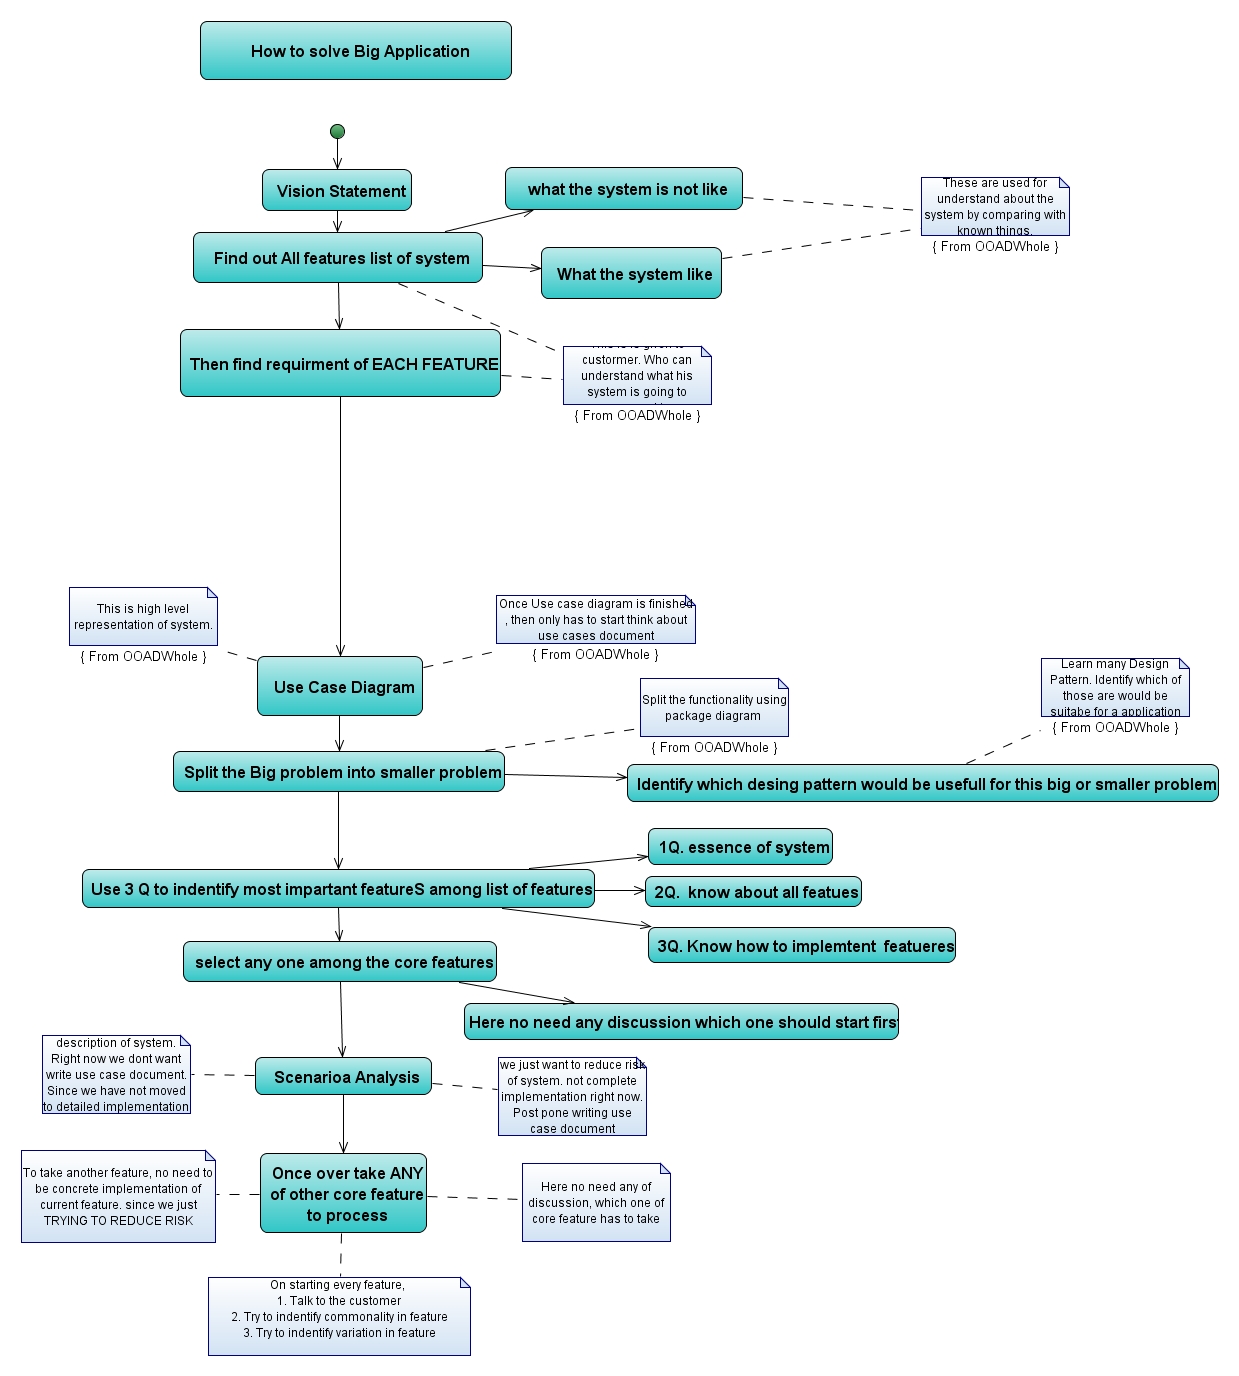 How to solve Big Application
Vision Statement
what the system is not like
These are used for
understand about the
system by comparing with
known things.
{ From OOADWhole }
Find out All features list of system
What the system like
Then find requirment of EACH FEATURE
custormer. Who can
understand what his
system is going to
{ From OOADWhole }
This is high level
representation of system.
{ From OOADWhole }
Once Use case diagram is finished
, then only has to start think about
use cases document
{ From OOADWhole }
Use Case Diagram
Learn many Design
Pattern. Identify which of
those are would be
suitabe for a application
{ From OOADWhole }
Split the functionality using
package diagram
{ From OOADWhole }
Split the Big problem into smaller problem
Identify which desing pattern would be usefull for this big or smaller problem
1Q. essence of system
Use 3 Q to indentify most impartant featureS among list of features
2Q.  know about all featues
3Q. Know how to implemtent  featueres
select any one among the core features
Here no need any discussion which one should start first
description of system.
Right now we dont want
write use case document.
Since we have not moved
to detailed implementation
Scenarioa Analysis
we just want to reduce risk
of system. not complete
implementation right now.
Post pone writing use
case document
To take another feature, no need to
be concrete implementation of
current feature. since we just
TRYING TO REDUCE RISK
Once over take ANY
of other core feature
to process
Here no need any of
discussion, which one of
core feature has to take
On starting every feature,
1. Talk to the customer
2. Try to indentify commonality in feature
3. Try to indentify variation in feature